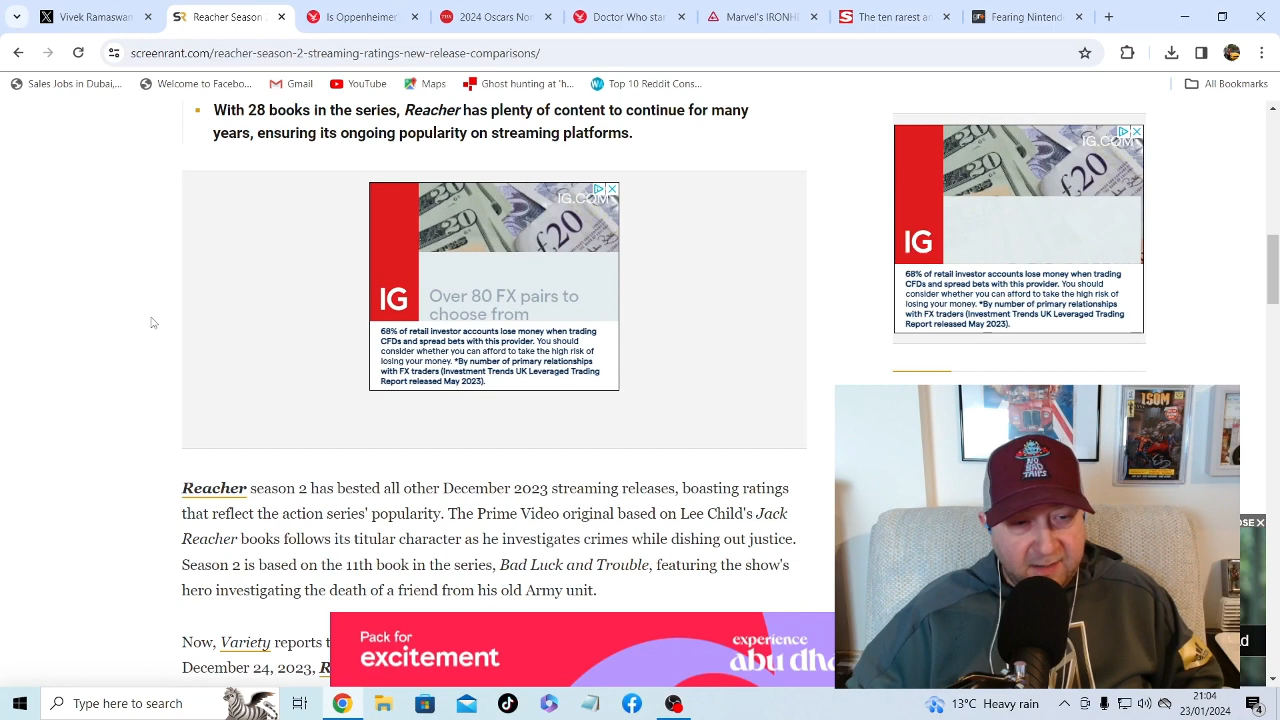 Vivek Ramaswan
Reacher-season
Is Oppenheimer
2024 Oscars No
Doctor Who star
Marvel's IRONH
The ten rarest an
Fearing Nintend
screenrant.com/reacher-season-2-streaming-ratings-new-release-comparisons/
Sales Jobs in Dubai,...
Welcome to Facebo...
Gmail
YouTube
Maps
Ghost hunting at 'h...
Top 10 Reddit Cons...
All Bookmarks
With 28 books in the series, Reacher has plenty of content to continue for many
years, ensuring its ongoing popularity on streaming platforms.
IG.COM
IG
Over 80 FX pairs to
choose from
68% of retail investor accounts lose money when trading
CFDs and spread bets with this provider. You should
consider whether you can afford to take the high risk of
losing your money. *By number of primary relationships
with FX traders (Investment Trends UK Leveraged Trading
Report released May 2023).
IG.COM
IG
68% of retail investor accounts lose money when trading
CFDs and spread bets with this provider. You should
consider whether you can afford to take the high risk of
losing your money. *By number of primary relationships
with FX traders (Investment Trends UK Leveraged Trading
Report released May 2023).
Reacher season 2 has bested all other December 2023 streaming releases, boasting ratings
that reflect the action series' popularity. The Prime Video original based on Lee Child's Jack
Reacher books follows its titular character as he investigates crimes while dishing out justice.
Season 2 is based on the 11th book in the series, Bad Luck and Trouble, featuring the show's
hero investigating the death of a friend from his old Army unit.
Now, Variety reports t
December 24, 2023, R
Pack for
excitement
experience
abu dha
ISOM
NO BAD
TAVIS
OSE
ad
Type here to search
13°C Heavy rain
21:04
23/01/2024
4